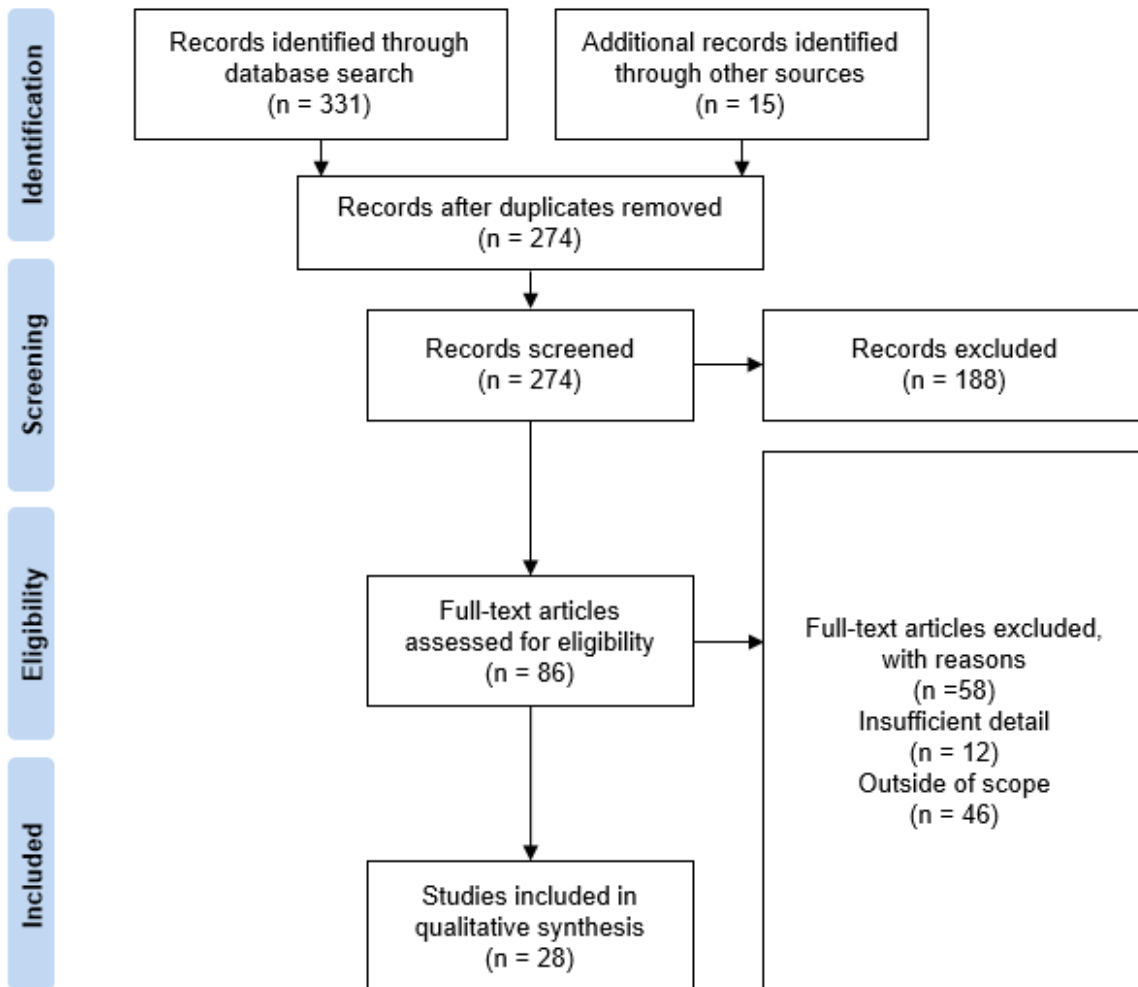 Identification
Records identified through
database search
(n = 331)
Additional records identified
through other sources
(n = 15)
Records after duplicates removed
(n = 274)
Screening
Records screened
(n = 274)
Records excluded
(n = 188)
Eligibility
Full-text articles
assessed for eligibility
(n = 86)
Full-text articles excluded,
with reasons
(n =58)
Insufficient detail
(n = 12)
Outside of scope
(n = 46)
Included
Studies included in
qualitative synthesis
(n = 28)